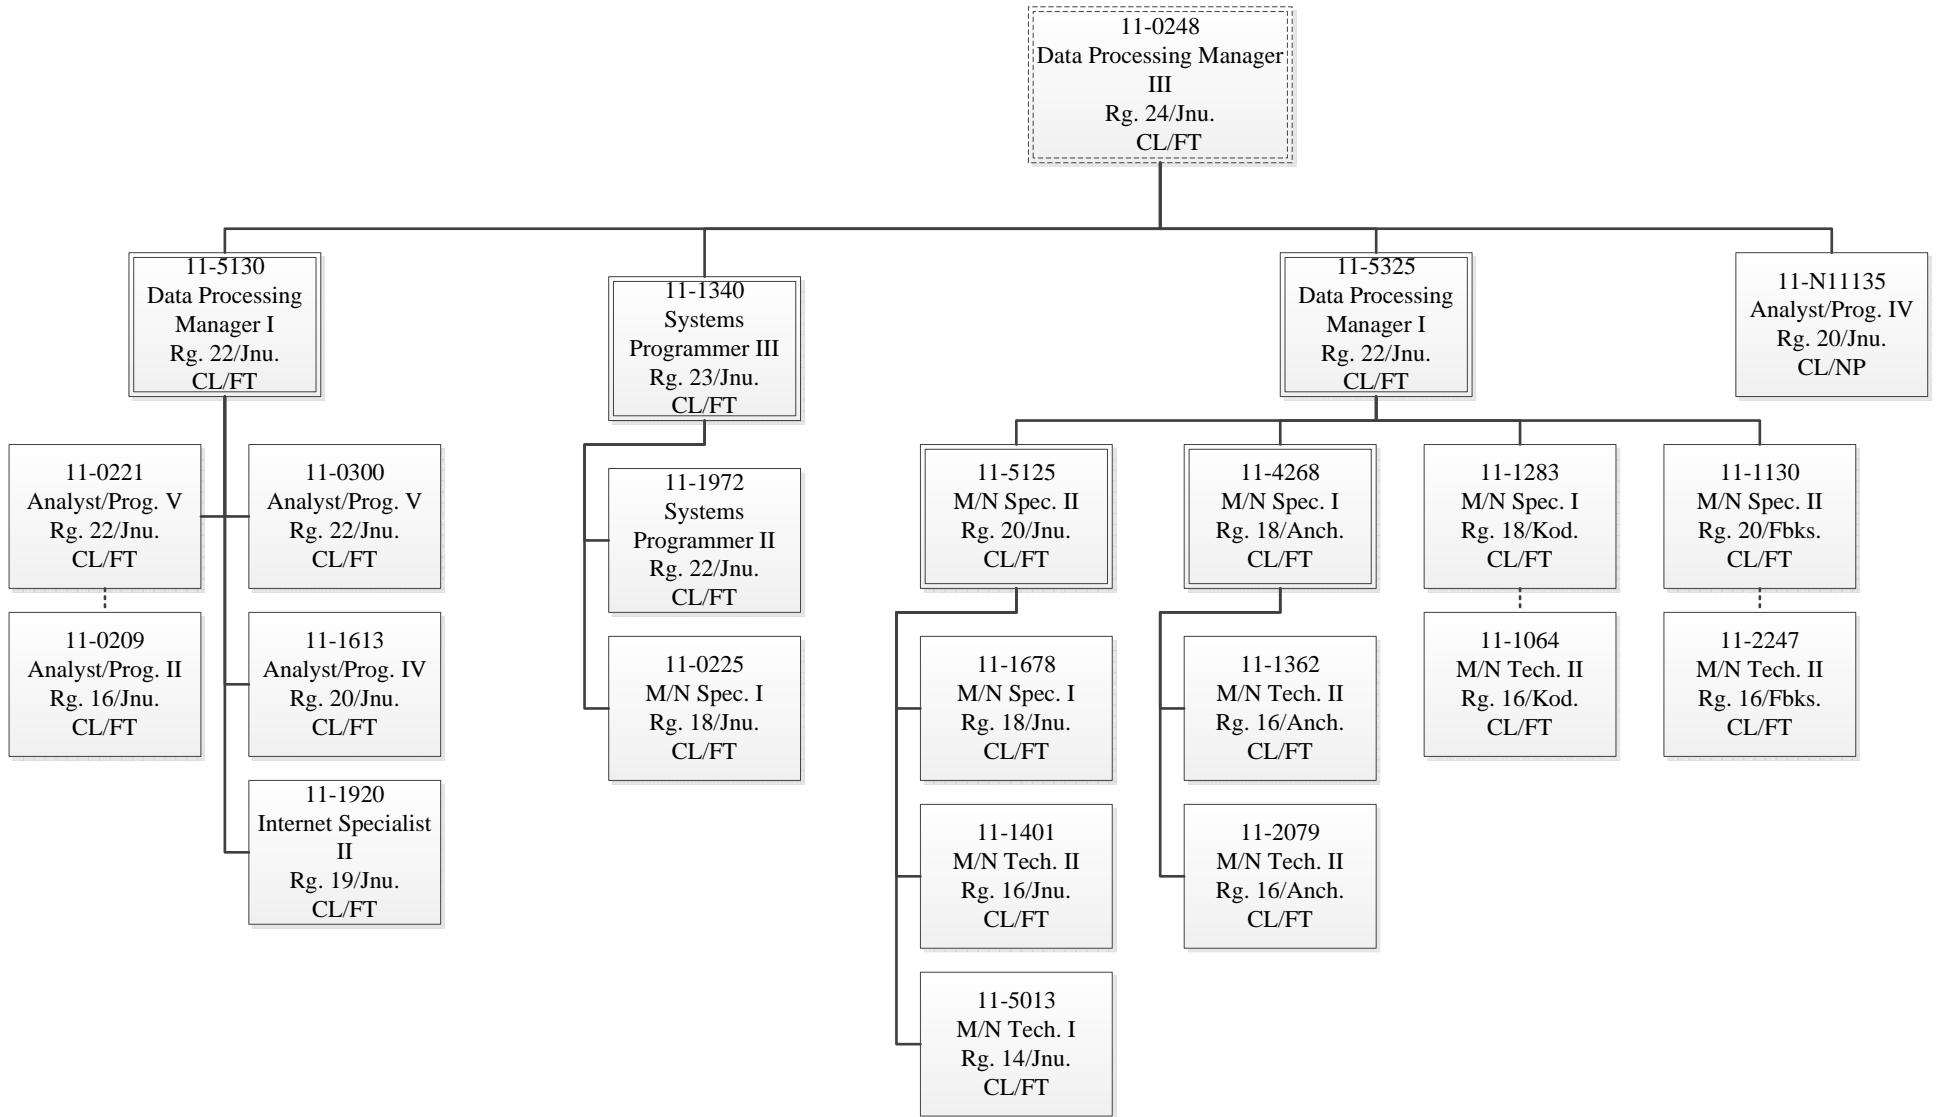 11-0248
Data Processing Manager
III
Rg. 24/Jnu.
CL/FT
11-5130
Data Processing
Manager I
Rg. 22/Jnu.
CL/FT
11-1340
Systems
Programmer III
Rg. 23/Jnu.
CL/FT
11-5325
Data Processing
Manager I
Rg. 22/Jnu.
CL/FT
11-N11135
Analyst/Prog. IV
Rg. 20/Jnu.
CL/NP
11-0221
Analyst/Prog. V
Rg. 22/Jnu.
CL/FT
11-0300
Analyst/Prog. V
Rg. 22/Jnu.
CL/FT
11-0209
Analyst/Prog. II
Rg. 16/Jnu.
CL/FT
11-1613
Analyst/Prog. IV
Rg. 20/Jnu.
CL/FT
11-1920
Internet Specialist
II
Rg. 19/Jnu.
CL/FT
11-1972
Systems
Programmer II
Rg. 22/Jnu.
CL/FT
11-0225
M/N Spec. I
Rg. 18/Jnu.
CL/FT
11-5125
M/N Spec. II
Rg. 20/Jnu.
CL/FT
11-4268
M/N Spec. I
Rg. 18/Anch.
CL/FT
11-1283
M/N Spec. I
Rg. 18/Kod.
CL/FT
11-1130
M/N Spec. II
Rg. 20/Fbks.
CL/FT
11-1678
M/N Spec. I
Rg. 18/Jnu.
CL/FT
11-1362
M/N Tech. II
Rg. 16/Anch.
CL/FT
11-1064
M/N Tech. II
Rg. 16/Kod.
CL/FT
11-2247
M/N Tech. II
Rg. 16/Fbks.
CL/FT
11-1401
M/N Tech. II
Rg. 16/Jnu.
CL/FT
11-2079
M/N Tech. II
Rg. 16/Anch.
CL/FT
11-5013
M/N Tech. I
Rg. 14/Jnu.
CL/FT